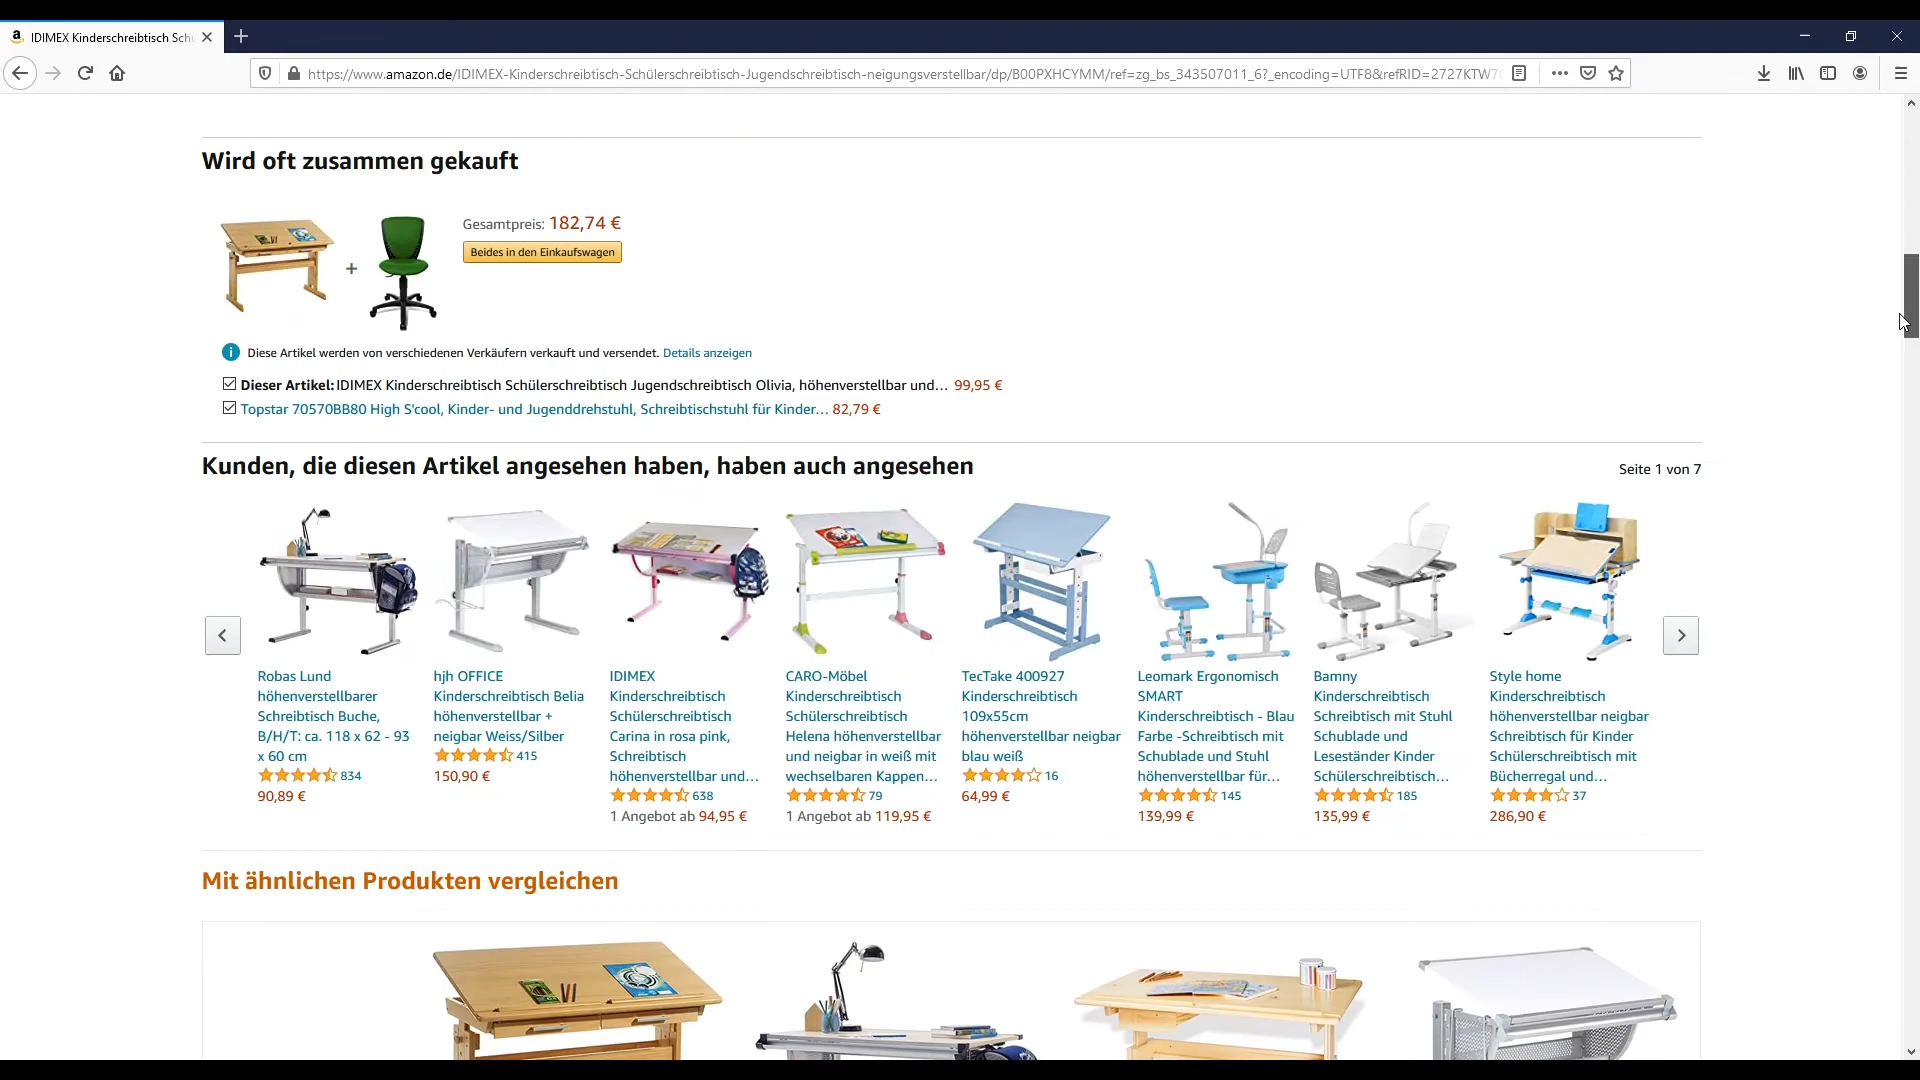 IDIMEX Kinderschreibtisch Sch
https://www.amazon.de/IDIMEX-Kinderschreibtisch-Schülerschreibtisch-Jugendschreibtisch-neigungsverstellbar/dp/B00PXHCYMM/ref=zg_bs_343507011_6?_encoding=UTF8&refRID=2727KTW7
Wird oft zusammen gekauft
Gesamtpreis: 182,74 €
Beides in den Einkaufswagen
+
Diese Artikel werden von verschiedenen Verkäufern verkauft und versendet. Details anzeigen
Dieser Artikel: IDIMEX Kinderschreibtisch Schülerschreibtisch Jugendschreibtisch Olivia, höhenverstellbar und… 99,95 €
Topstar 70570BB80 High S'cool, Kinder- und Jugenddrehstuhl, Schreibtischstuhl für Kinder… 82,79 €
Kunden, die diesen Artikel angesehen haben, haben auch angesehen
Seite 1 von 7
Robas Lund
höhenverstellbarer
Schreibtisch Buche,
B/H/T: ca. 118 x 62 - 93
x 60 cm
834
90,89 €
hjh OFFICE
Kinderschreibtisch Belia
höhenverstellbar +
neigbar Weiss/Silber
415
150,90 €
IDIMEX
Kinderschreibtisch
Schülerschreibtisch
Carina in rosa pink,
Schreibtisch
höhenverstellbar und…
638
1 Angebot ab 94,95 €
CARO-Möbel
Kinderschreibtisch
Schülerschreibtisch
Helena höhenverstellbar
und neigbar in weiß mit
wechselbaren Kappen…
79
1 Angebot ab 119,95 €
TecTake 400927
Kinderschreibtisch
109x55cm
höhenverstellbar neigbar
blau weiß
16
64,99 €
Leomark Ergonomisch
SMART
Kinderschreibtisch - Blau
Farbe -Schreibtisch mit
Schublade und Stuhl
höhenverstellbar für…
145
139,99 €
Bamny
Kinderschreibtisch
Schreibtisch mit Stuhl
Schublade und
Leseständer Kinder
Schülerschreibtisch…
185
135,99 €
Style home
Kinderschreibtisch
höhenverstellbar neigbar
Schreibtisch für Kinder
Schülerschreibtisch mit
Bücherregal und…
37
286,90 €
Mit ähnlichen Produkten vergleichen